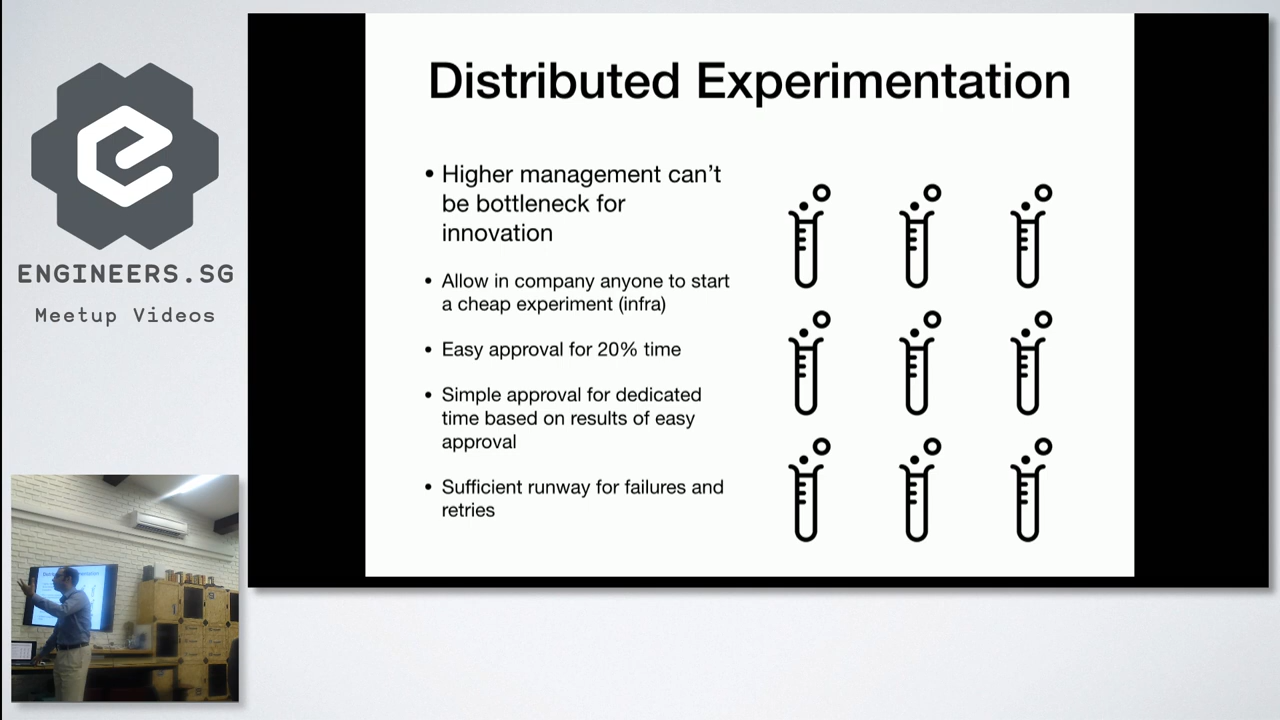 ENGINEERS.SG
Meetup Videos
Distributed Experimentation
• Higher management can't
be bottleneck for
innovation
• Allow in company anyone to start
a cheap experiment (infra)
• Easy approval for 20% time
• Simple approval for dedicated
time based on results of easy
approval
• Sufficient runway for failures and
retries